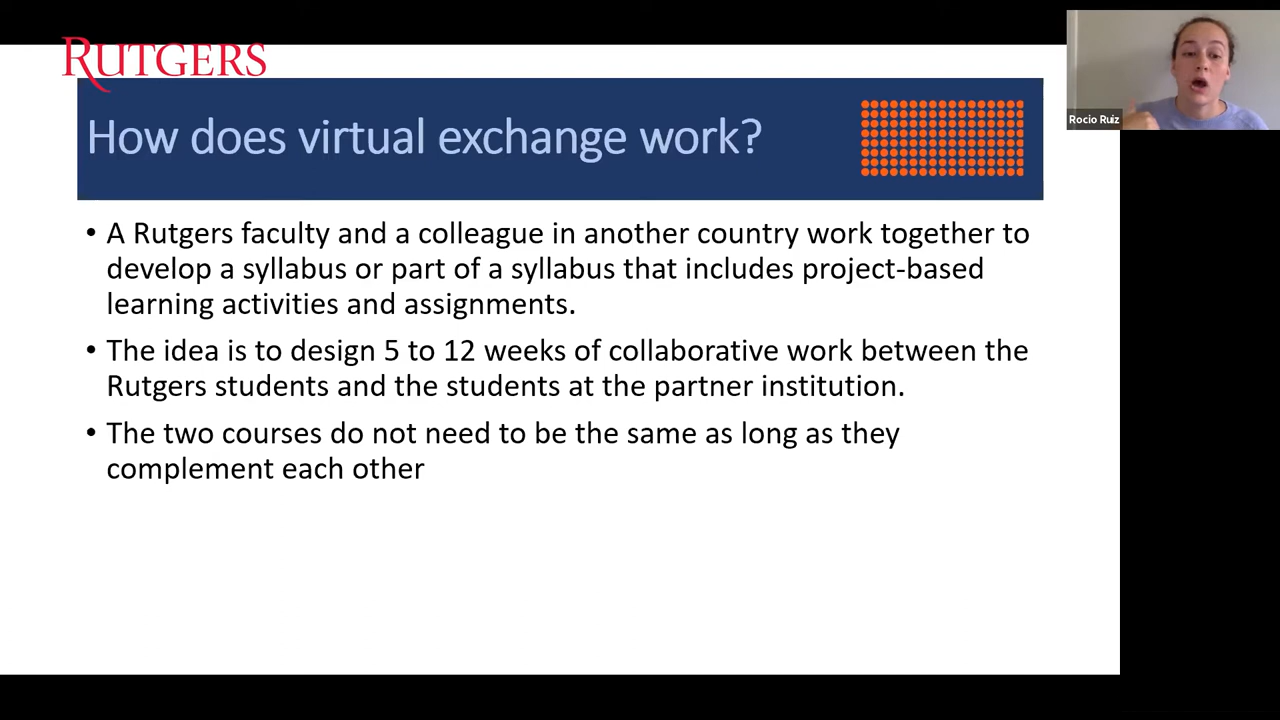 RUTGERS
How does virtual exchange work?
Rocio Ruiz
• A Rutgers faculty and a colleague in another country work together to
develop a syllabus or part of a syllabus that includes project-based
learning activities and assignments.
• The idea is to design 5 to 12 weeks of collaborative work between the
Rutgers students and the students at the partner institution.
• The two courses do not need to be the same as long as they
complement each other